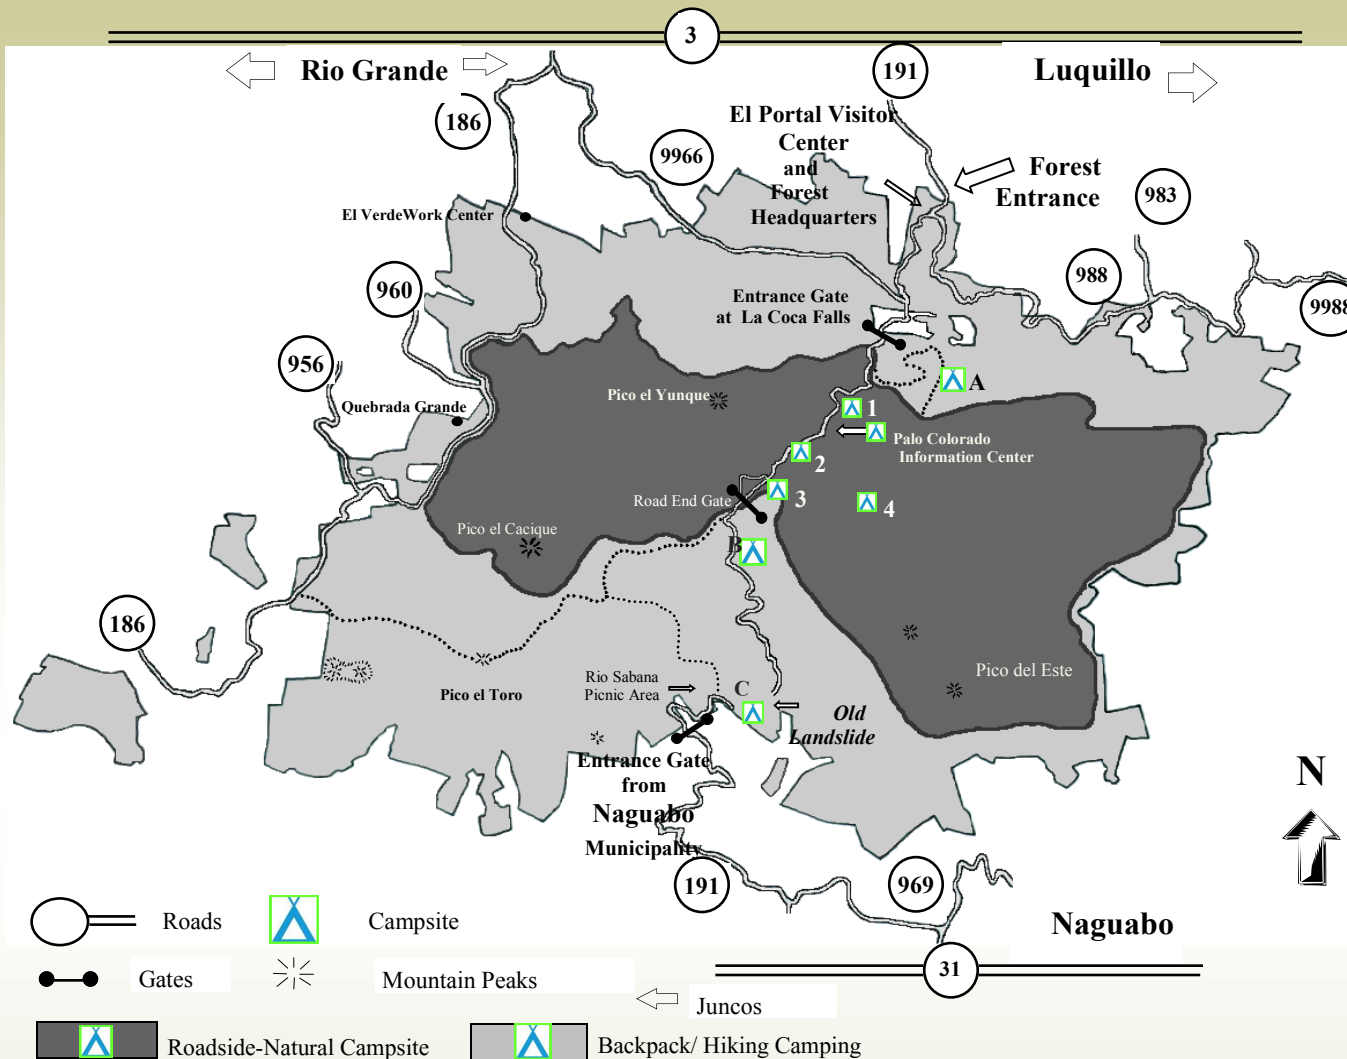 3
Rio Grande
191
Luquillo
186
El Portal Visitor
Center
and
Forest
Headquarters
9966
Forest
Entrance
983
El VerdeWork Center
960
988
9988
Entrance Gate
at La Coca Falls
956
Pico el Yunque
A
Quebrada Grande
1
Palo Colorado
Information Center
2
Road End Gate
3
4
Pico el Cacique
B
186
Pico el Toro
Rio Sabana
Picnic Area
C
Pico del Este
Old
Landslide
Entrance Gate
from
Naguabo
Municipality
N
191
969
Naguabo
Roads
Campsite
31
Gates
Mountain Peaks
Juncos
Roadside-Natural Campsite
Backpack/ Hiking Camping